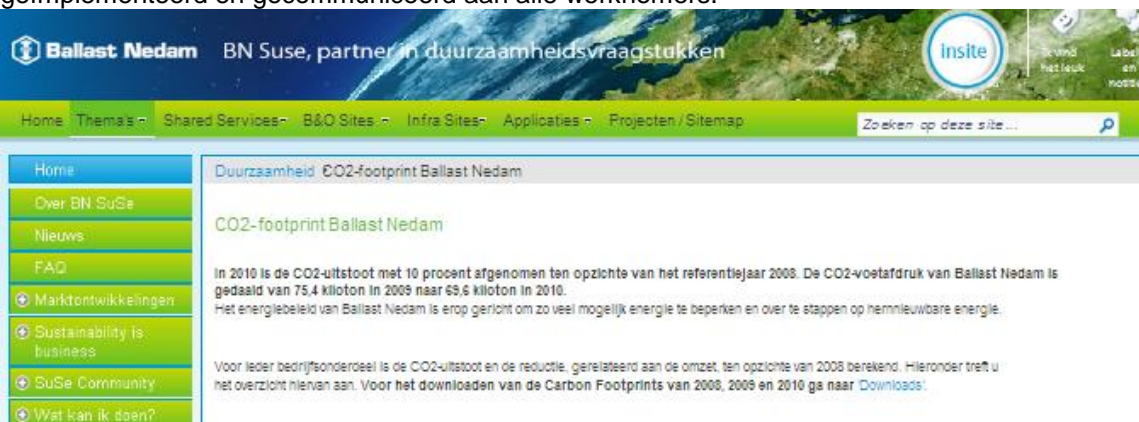 geïmplementeerd en gecommuniceerd aan alle werknemers.
Ballast Nedam BN Suse, partner in duurzaamheidsvraagstukken
insite
Ik vind het leuk
Home Thema's Shared Services B&O Sites Infra Sites Applicaties Projecten / Sitemap Zoeken op deze site...
Home
Over BN SuSe
Nieuws
FAQ
Marktontwikkelingen
Sustainability is
business
SuSe Community
Wat kan ik doen?
Duurzaamheid CO2-footprint Ballast Nedam
CO2-footprint Ballast Nedam
In 2010 is de CO2-uitstoot met 10 procent afgenomen ten opzichte van het referentiejaar 2008. De CO2-voetafdruk van Ballast Nedam is
gedaald van 75,4 kiloton in 2009 naar 69,6 kiloton in 2010.
Het energiebeleid van Ballast Nedam is erop gericht om zo veel mogelijk energie te beperken en over te stappen op hernnieuwbare energie.
Voor ieder bedrijfsonderdeel is de CO2-uitstoot en de reductie, gerelateerd aan de omzet, ten opzichte van 2008 berekend. Hieronder treft u
het overzicht hiervan aan. Voor het downloaden van de Carbon Footprints van 2008, 2009 en 2010 ga naar 'Downloads'.